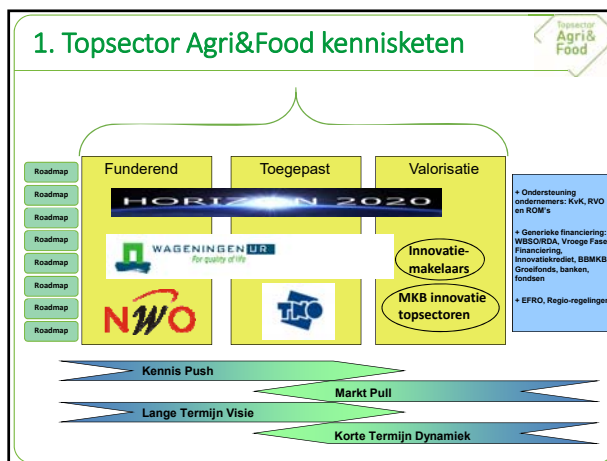 1. Topsector Agri&Food kennisketen
Topsector
Agri&
Food
Roadmap
Roadmap
Roadmap
Roadmap
Roadmap
Roadmap
Roadmap
Roadmap
Funderend
Toegepast
Valorisatie
HORIZON 2020
WAGENINGEN UR
For quality of life
NWO
TNO
Innovatie-
makelaars
MKB innovatie
topsectoren
+ Ondersteuning
ondernemers: KvK, RVO
en ROM's
+ Generieke financiering:
WBSO/RDA, Vroege Fase
Financiering,
Innovatiekrediet, BBMKB
Groeifonds, banken,
fondsen
+ EFRO, Regio-regelingen
Kennis Push
Markt Pull
Lange Termijn Visie
Korte Termijn Dynamiek